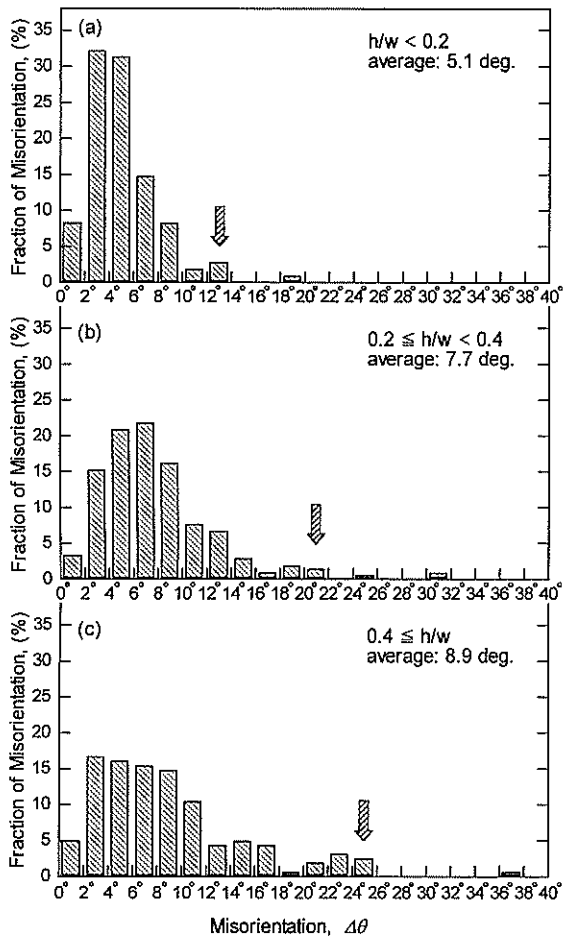 (a)
h/w < 0.2
average: 5.1 deg.
Fraction of Misorientation, (%)
35
30
25
20
15
10
5
0
0° 2° 4° 6° 8° 10° 12° 14° 16° 18° 20° 22° 24° 26° 28° 30° 32° 34° 36° 38° 40°
(b)
0.2 ≦ h/w < 0.4
average: 7.7 deg.
Fraction of Misorientation, (%)
35
30
25
20
15
10
5
0
0° 2° 4° 6° 8° 10° 12° 14° 16° 18° 20° 22° 24° 26° 28° 30° 32° 34° 36° 38° 40°
(c)
0.4 ≦ h/w
average: 8.9 deg.
Fraction of Misorientation, (%)
35
30
25
20
15
10
5
0
0° 2° 4° 6° 8° 10° 12° 14° 16° 18° 20° 22° 24° 26° 28° 30° 32° 34° 36° 38° 40°
Misorientation, Δθ